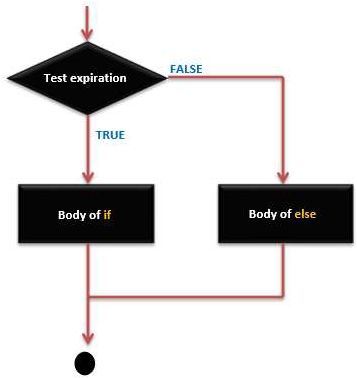 Test expiration
FALSE
TRUE
Body of if
Body of else